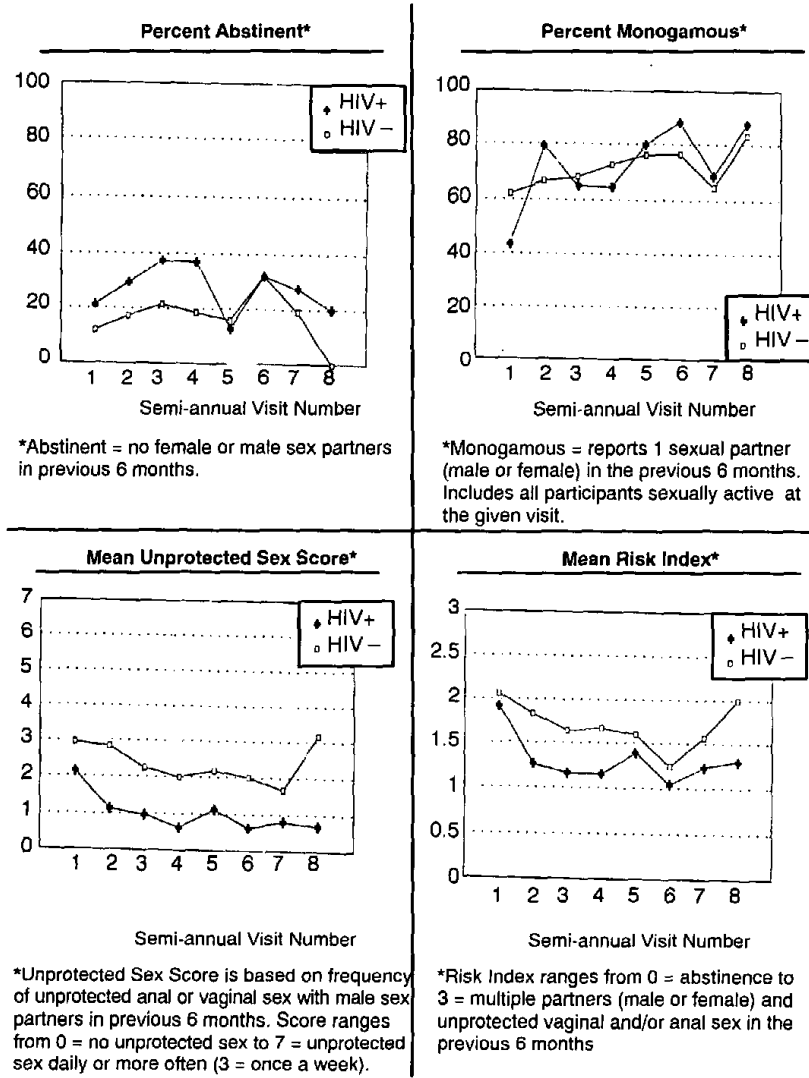 Percent Abstinent*
100
80
60
40
20
0
HIV+
HIV–
1 2 3 4 5 6 7 8
Semi-annual Visit Number
*Abstinent = no female or male sex partners
in previous 6 months.
Percent Monogamous*
100
80
60
40
20
0
HIV+
HIV–
1 2 3 4 5 6 7 8
Semi-annual Visit Number
*Monogamous = reports 1 sexual partner
(male or female) in the previous 6 months.
Includes all participants sexually active at
the given visit.
Mean Unprotected Sex Score*
7
6
5
4
3
2
1
0
HIV+
HIV–
1 2 3 4 5 6 7 8
Semi-annual Visit Number
*Unprotected Sex Score is based on frequency
of unprotected anal or vaginal sex with male sex
partners in previous 6 months. Score ranges
from 0 = no unprotected sex to 7 = unprotected
sex daily or more often (3 = once a week).
Mean Risk Index*
3
2.5
2
1.5
1
0.5
0
HIV+
HIV–
1 2 3 4 5 6 7 8
Semi-annual Visit Number
*Risk Index ranges from 0 = abstinence to
3 = multiple partners (male or female) and
unprotected vaginal and/or anal sex in the
previous 6 months